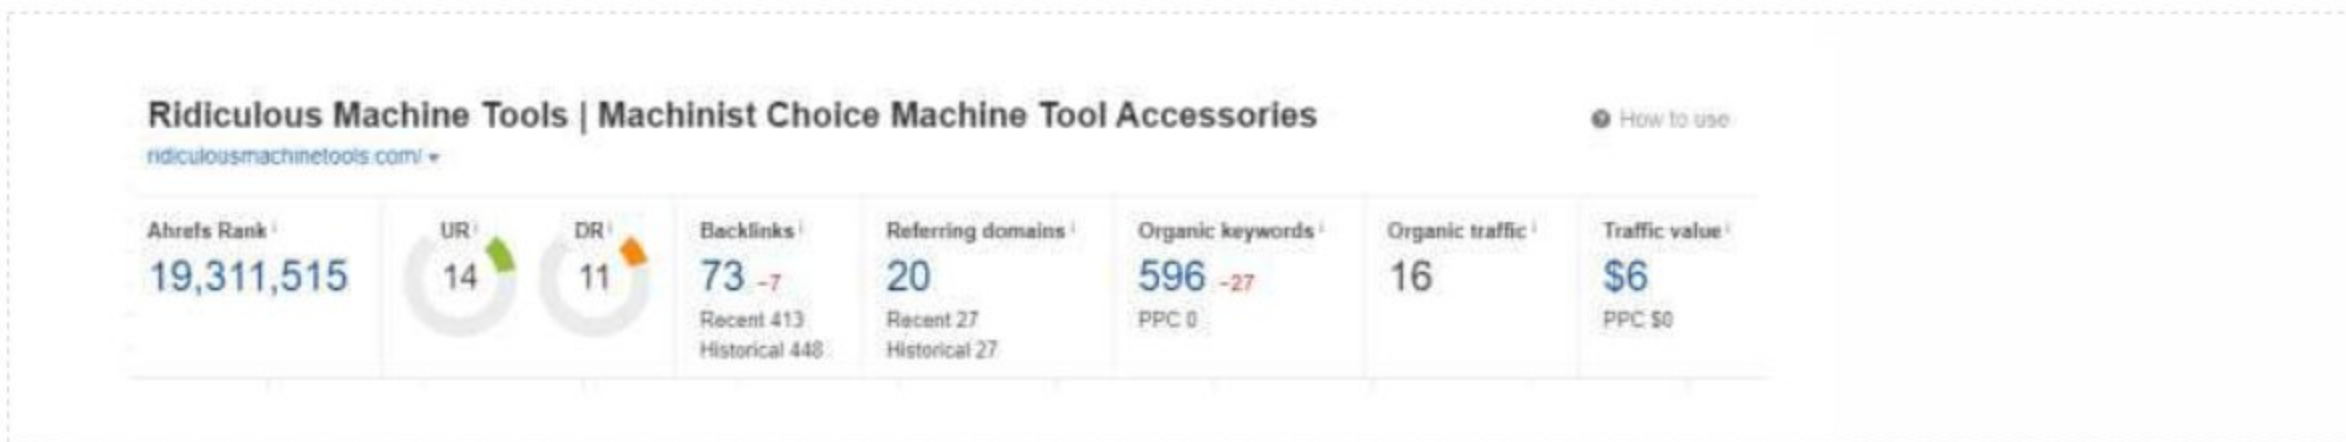 Ridiculous Machine Tools | Machinist Choice Machine Tool Accessories
How to use
ridiculousmachinetools.com/
Ahrefs Rank
19,311,515
UR
14
DR
11
Backlinks
73 -7
Recent 413
Historical 448
Referring domains
20
Recent 27
Historical 27
Organic keywords
596 -27
PPC 0
Organic traffic
16
Traffic value
$6
PPC $0